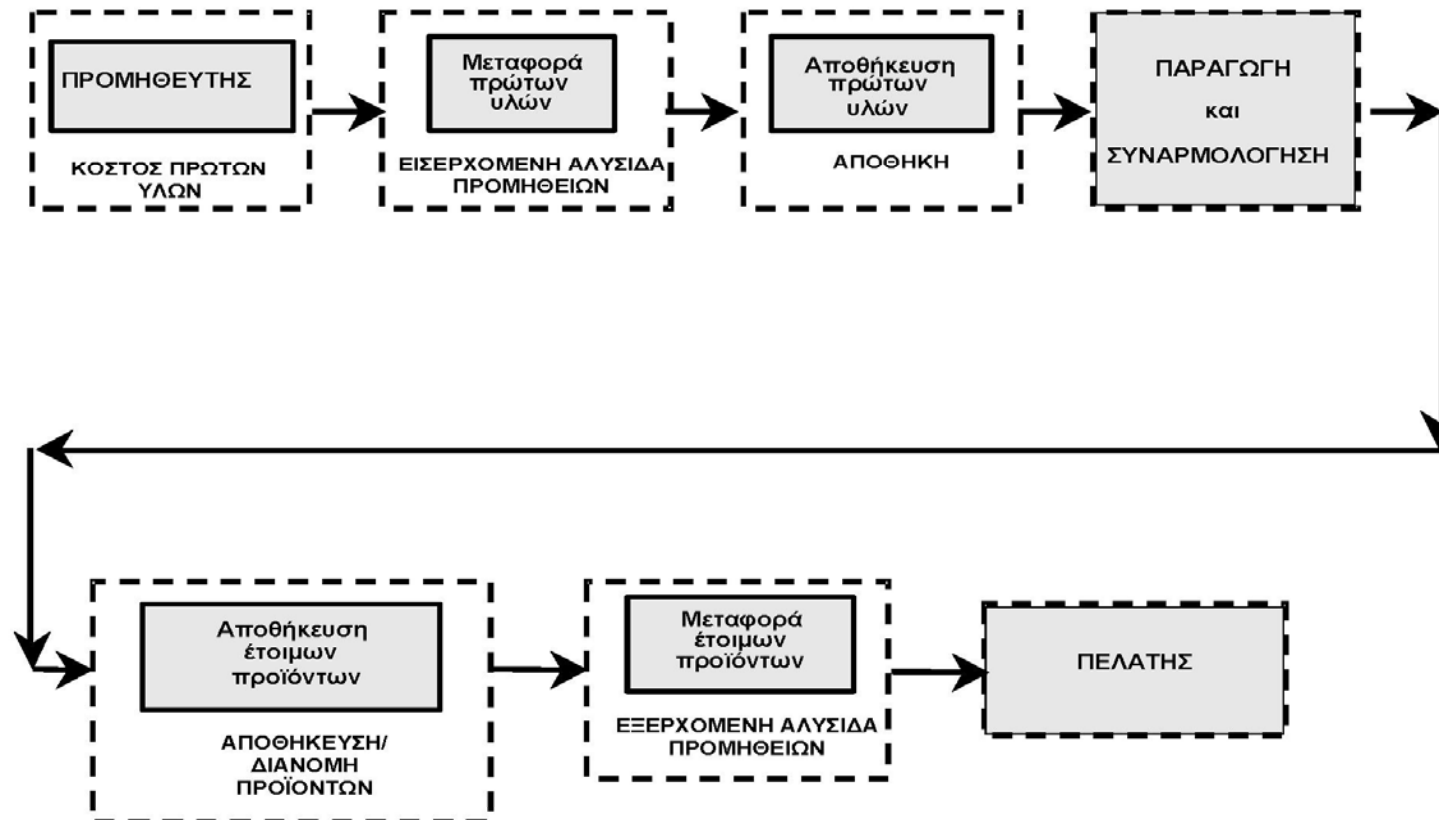 ΠΡΟΜΗΘΕΥΤΗΣ
ΚΟΣΤΟΣ ΠΡΩΤΩΝ
ΥΛΩΝ
Μεταφορά
πρώτων
υλών
ΕΙΣΕΡΧΟΜΕΝΗ ΑΛΥΣΙΔΑ
ΠΡΟΜΗΘΕΙΩΝ
Αποθήκευση
πρώτων
υλών
ΑΠΟΘΗΚΗ
ΠΑΡΑΓΩΓΗ
και
ΣΥΝΑΡΜΟΛΟΓΗΣΗ
Αποθήκευση
έτοιμων
προϊόντων
ΑΠΟΘΗΚΕΥΣΗ/
ΔΙΑΝΟΜΗ
ΠΡΟΪΟΝΤΩΝ
Μεταφορά
έτοιμων
προϊόντων
ΕΞΕΡΧΟΜΕΝΗ ΑΛΥΣΙΔΑ
ΠΡΟΜΗΘΕΙΩΝ
ΠΕΛΑΤΗΣ